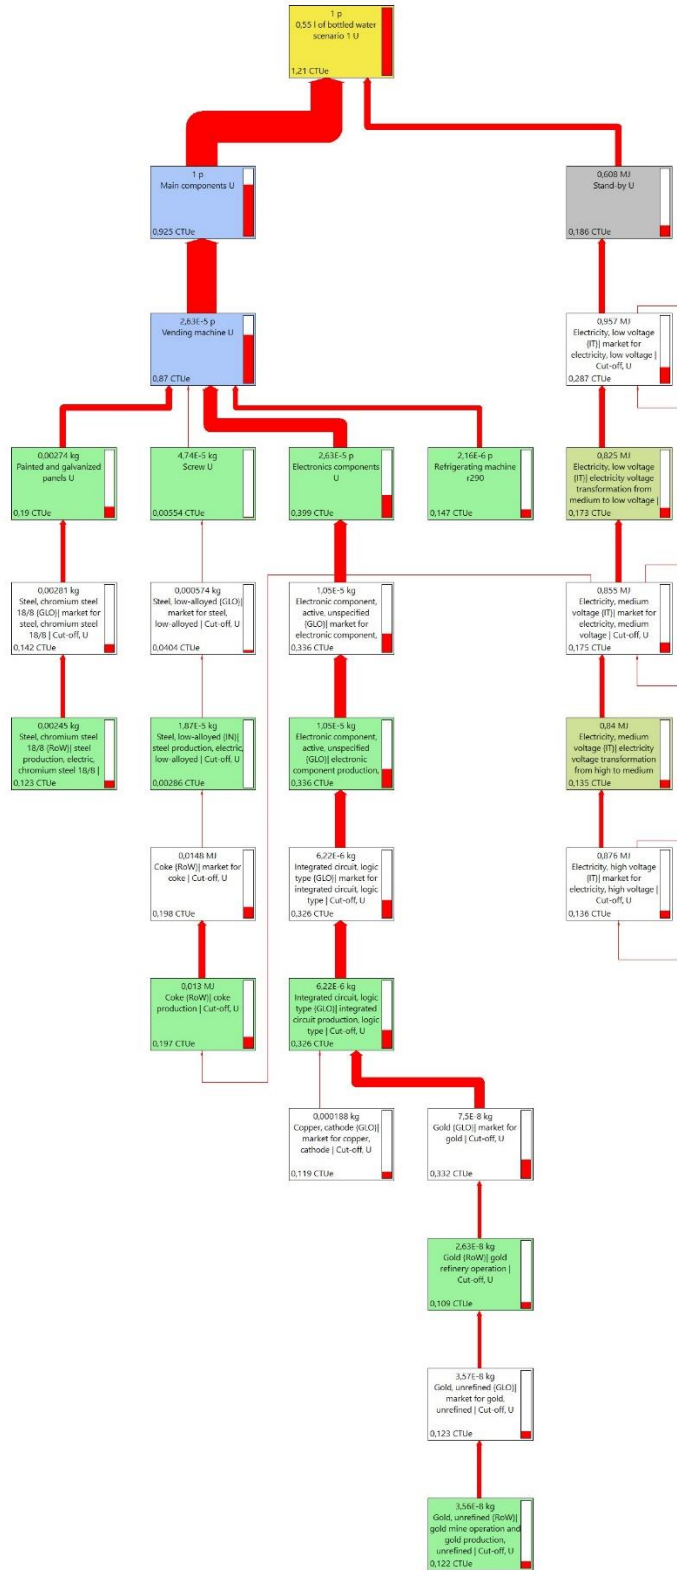 1 p
0,55 l of bottled water
scenario 1 U
1,21 CTUe
1 p
Main components U
0,925 CTUe
0,608 MJ
Stand-by U
0,186 CTUe
2,63E-5 p
Vending machine U
0,87 CTUe
0,957 MJ
Electricity, low voltage
{IT}| market for
electricity, low voltage |
Cut-off, U
0,287 CTUe
0,00274 kg
Painted and galvanized
panels U
0,19 CTUe
4,74E-5 kg
Screw U
0,00554 CTUe
2,63E-5 p
Electronics components
U
0,399 CTUe
2,16E-6 p
Refrigerating machine
r290
0,147 CTUe
0,825 MJ
Electricity, low voltage
{IT}| electricity voltage
transformation from
medium to low voltage |
0,173 CTUe
0,00281 kg
Steel, chromium steel
18/8 {GLO}| market for
steel, chromium steel
18/8 | Cut-off, U
0,142 CTUe
0,000574 kg
Steel, low-alloyed {GLO}|
market for steel,
low-alloyed | Cut-off, U
0,0404 CTUe
1,05E-5 kg
Electronic component,
active, unspecified
{GLO}| market for
electronic component,
0,336 CTUe
0,855 MJ
Electricity, medium
voltage {IT}| market for
electricity, medium
voltage | Cut-off, U
0,175 CTUe
0,00245 kg
Steel, chromium steel
18/8 {RoW}| steel
production, electric,
chromium steel 18/8 |
0,123 CTUe
1,87E-5 kg
Steel, low-alloyed {IN}|
steel production, electric,
low-alloyed | Cut-off, U
0,00286 CTUe
1,05E-5 kg
Electronic component,
active, unspecified
{GLO}| electronic
component production,
0,336 CTUe
0,84 MJ
Electricity, medium
voltage {IT}| electricity
voltage transformation
from high to medium
0,135 CTUe
0,0148 MJ
Coke {RoW}| market for
coke | Cut-off, U
0,198 CTUe
6,22E-6 kg
Integrated circuit, logic
type {GLO}| market for
integrated circuit, logic
type | Cut-off, U
0,326 CTUe
0,876 MJ
Electricity, high voltage
{IT}| market for
electricity, high voltage |
Cut-off, U
0,136 CTUe
0,013 MJ
Coke {RoW}| coke
production | Cut-off, U
0,197 CTUe
6,22E-6 kg
Integrated circuit, logic
type {GLO}| integrated
circuit production, logic
type | Cut-off, U
0,326 CTUe
0,000188 kg
Copper, cathode {GLO}|
market for copper,
cathode | Cut-off, U
0,119 CTUe
7,5E-8 kg
Gold {GLO}| market for
gold | Cut-off, U
0,332 CTUe
2,63E-8 kg
Gold {RoW}| gold
refinery operation |
Cut-off, U
0,109 CTUe
3,57E-8 kg
Gold, unrefined {GLO}|
market for gold,
unrefined | Cut-off, U
0,123 CTUe
3,56E-8 kg
Gold, unrefined {RoW}|
gold mine operation and
gold production,
unrefined | Cut-off, U
0,122 CTUe